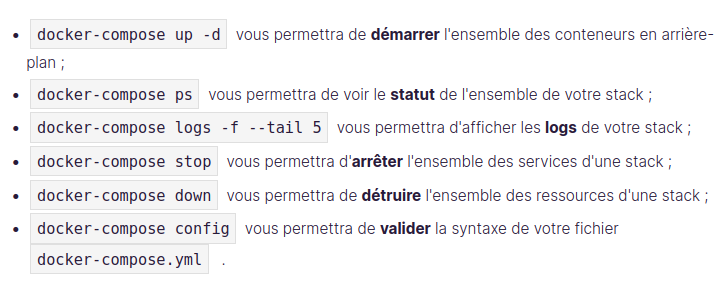 • docker-compose up -d vous permettra de démarrer l'ensemble des conteneurs en arrière-
plan ;
• docker-compose ps vous permettra de voir le statut de l'ensemble de votre stack ;
• docker-compose logs -f --tail 5 vous permettra d'afficher les logs de votre stack ;
• docker-compose stop vous permettra d'arrêter l'ensemble des services d'une stack ;
• docker-compose down vous permettra de détruire l'ensemble des ressources d'une stack ;
• docker-compose config vous permettra de valider la syntaxe de votre fichier
docker-compose.yml .